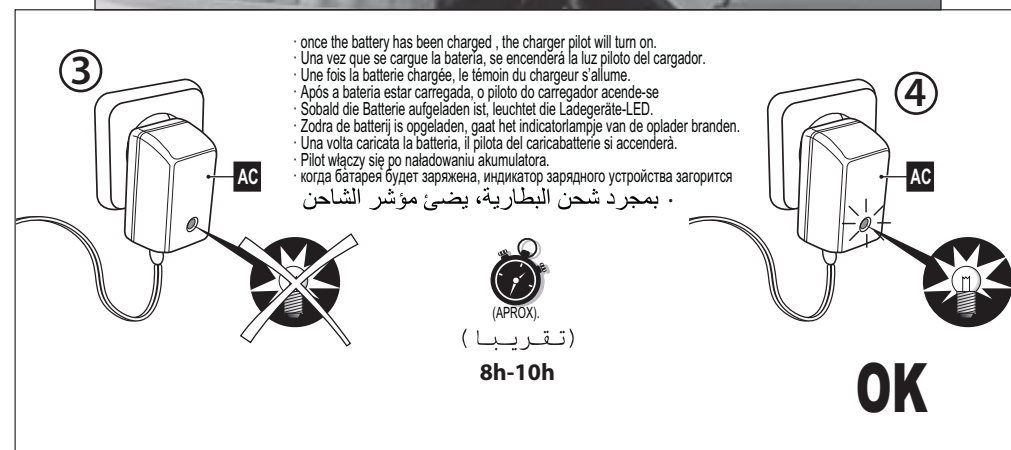 ③
· once the battery has been charged , the charger pilot will turn on.
· Una vez que se cargue la batería, se encenderá la luz piloto del cargador.
· Une fois la batterie chargée, le témoin du chargeur s'allume.
· Após a bateria estar carregada, o piloto do carregador acende-se
· Sobald die Batterie aufgeladen ist, leuchtet die Ladegeräte-LED.
· Zodra de batterij is opgeladen, gaat het indicatorlampje van de oplader branden.
· Una volta caricata la batteria, il pilota del caricabatterie si accenderà.
· Pilot włączy się po naładowaniu akumulatora.
· когда батарея будет заряжена, индикатор зарядного устройства загорится
· بمجرد شحن البطارية، يضئ مؤشر الشاحن
④
AC
AC
(APROX).
(تقريبا)
8h-10h
OK